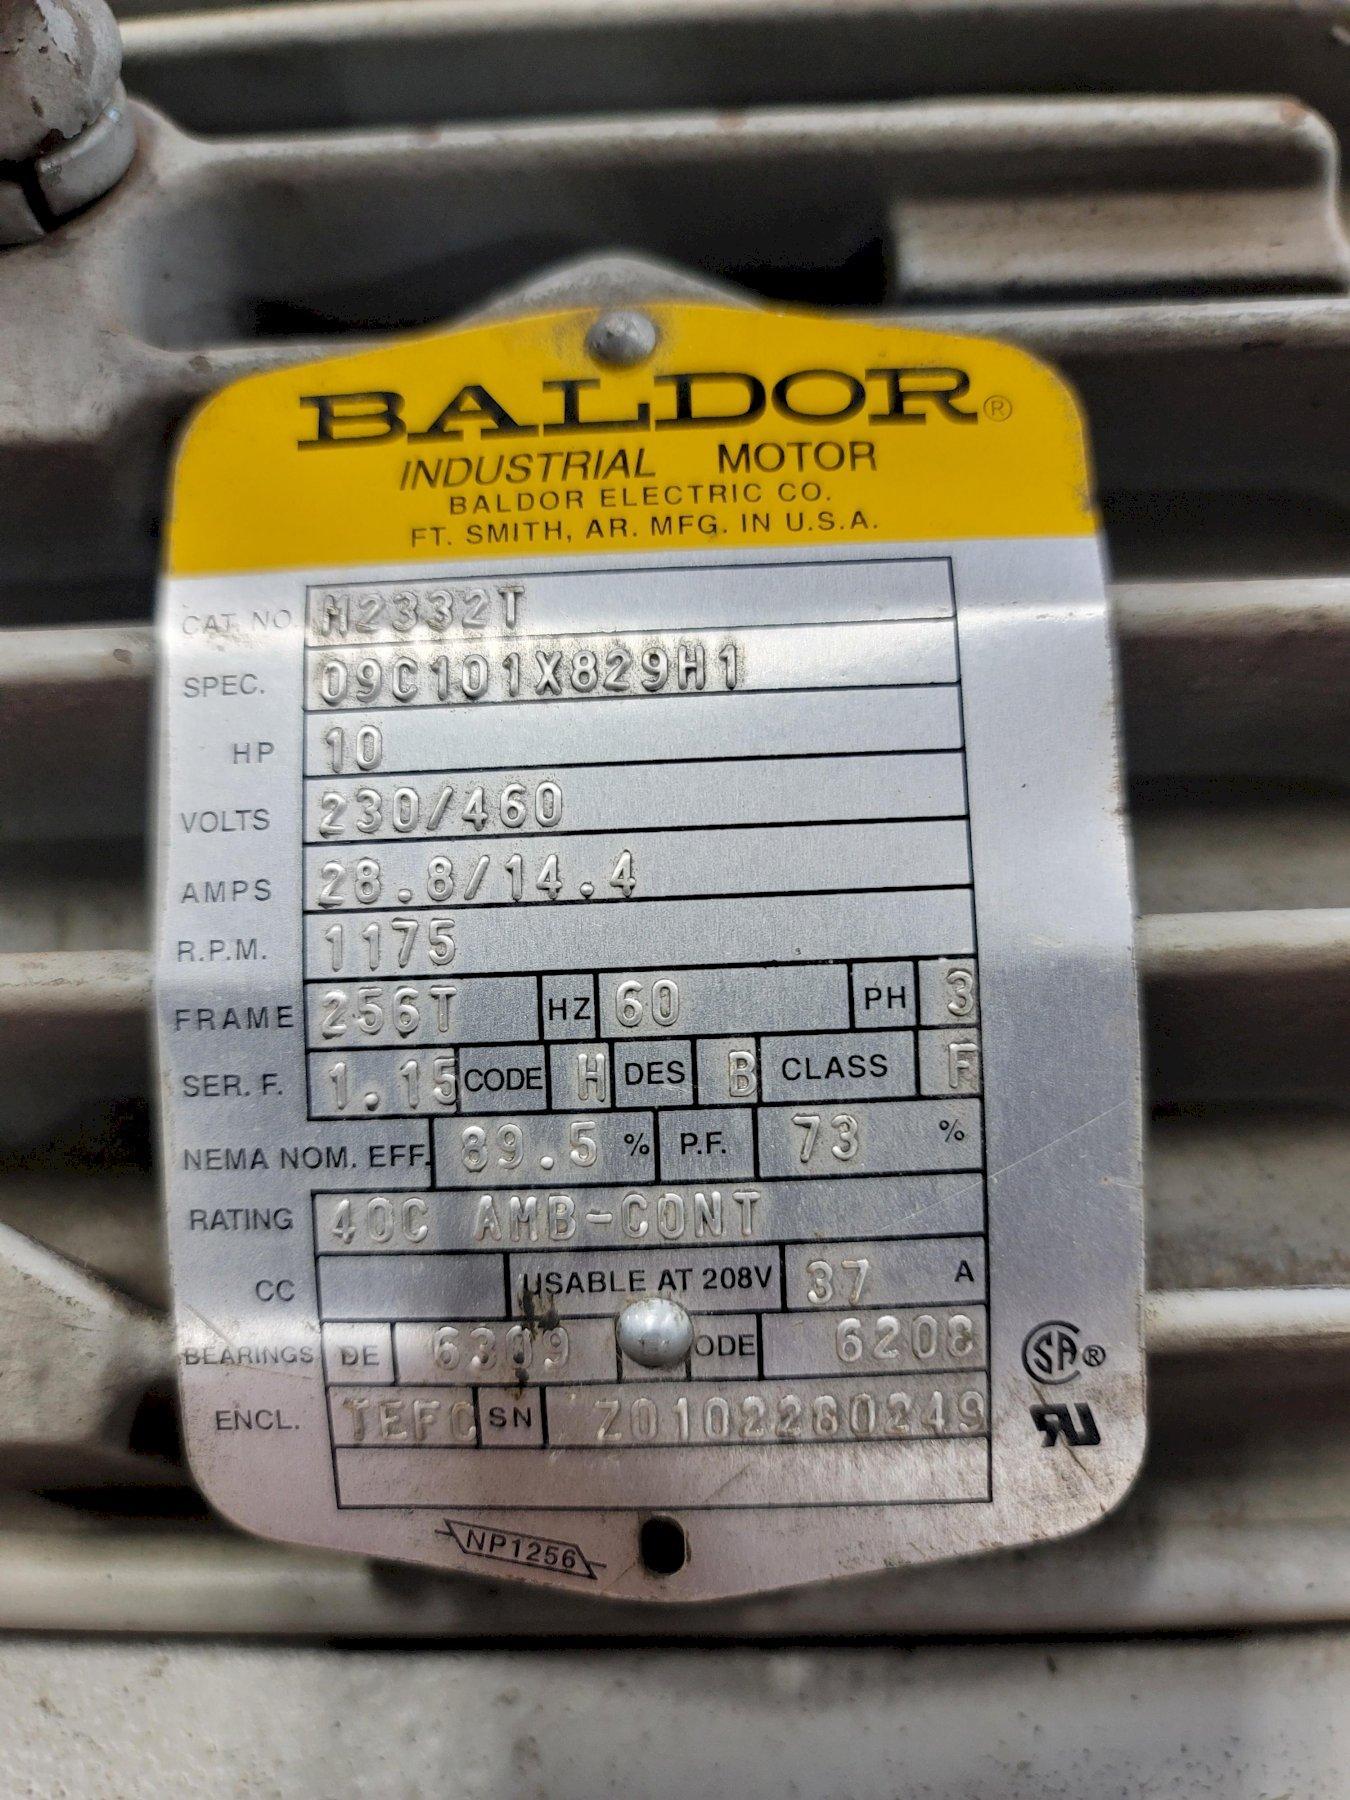 BALDOR®
INDUSTRIAL MOTOR
BALDOR ELECTRIC CO.
FT. SMITH, AR. MFG. IN U.S.A.
CAT. NO. M2332T
SPEC. 09C101X829H1
HP 10
VOLTS 230/460
AMPS 28.8/14.4
R.P.M. 1175
FRAME 256T HZ 60 PH 3
SER. F. 1.15 CODE H DES B CLASS F
NEMA NOM. EFF. 89.5 % P.F. 73 %
RATING 40C AMB-CONT
CC USABLE AT 208V 37 A
BEARINGS DE 6309 ODE 6208
ENCL. TEFC SN Z0102280249
NP1256